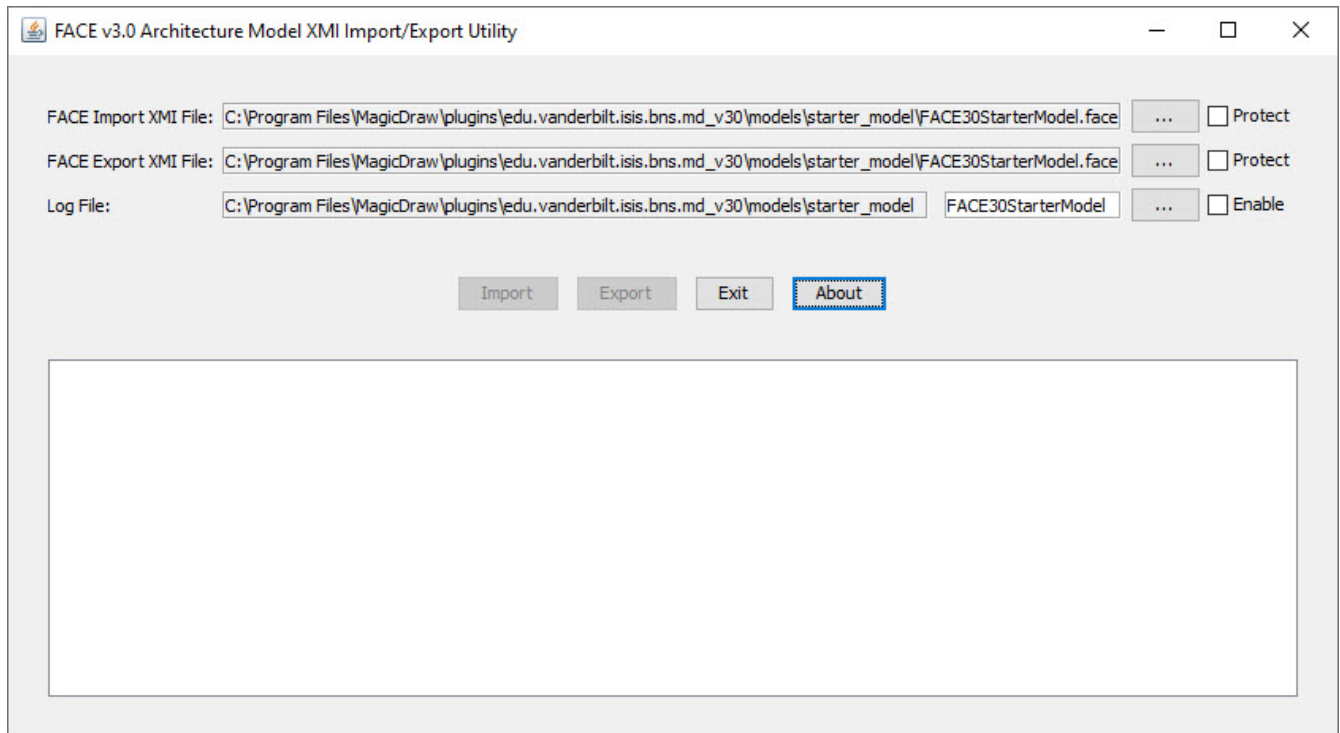 FACE v3.0 Architecture Model XMI Import/Export Utility
FACE Import XMI File: C:\Program Files\MagicDraw\plugins\edu.vanderbilt.isis.bns.md_v30\models\starter_model\FACE30StarterModel.face ... Protect
FACE Export XMI File: C:\Program Files\MagicDraw\plugins\edu.vanderbilt.isis.bns.md_v30\models\starter_model\FACE30StarterModel.face ... Protect
Log File: C:\Program Files\MagicDraw\plugins\edu.vanderbilt.isis.bns.md_v30\models\starter_model FACE30StarterModel ... Enable
Import Export Exit About